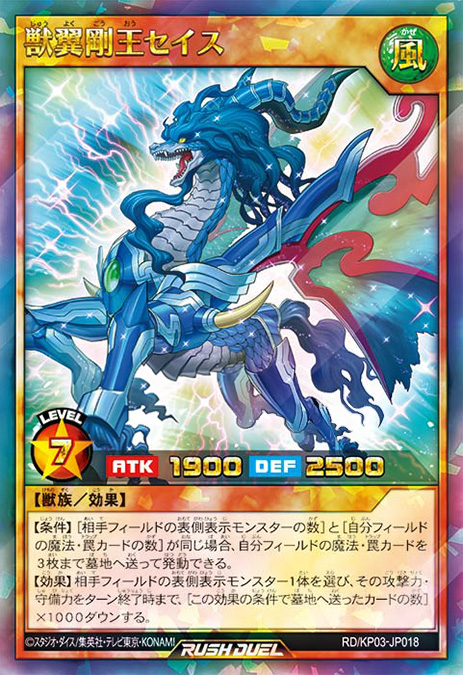 獣翼剛王セイス
風
LEVEL
7
ATK 1900 DEF 2500
【獣族／効果】
【条件】［相手フィールドの表側表示モンスターの数］と［自分フィールド
の魔法・罠カードの数］が同じ場合、自分フィールドの魔法・罠カードを
３枚まで墓地へ送って発動できる。
【効果】相手フィールドの表側表示モンスター1体を選び、その攻撃力・
守備力をターン終了時まで、［この効果の条件で墓地へ送ったカードの数］
×1000ダウンする。
©スタジオ・ダイス/集英社・テレビ東京・KONAMI RUSH DUEL RD/KP03-JP018